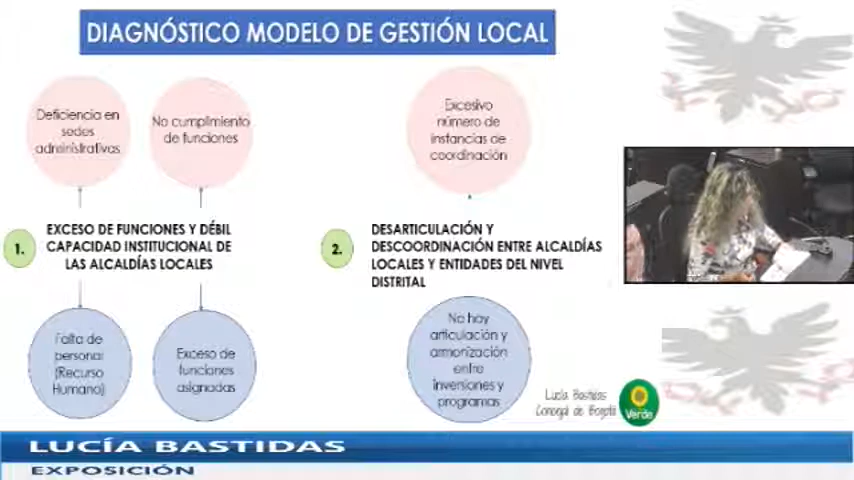 DIAGNÓSTICO MODELO DE GESTIÓN LOCAL
Deficiencia en
sedes
administrativas
No cumplimiento
de funciones
Excesivo
número de
instancias de
coordinación
1.
EXCESO DE FUNCIONES Y DÉBIL
CAPACIDAD INSTITUCIONAL DE
LAS ALCALDÍAS LOCALES
2.
DESARTICULACIÓN Y
DESCOORDINACIÓN ENTRE ALCALDÍAS
LOCALES Y ENTIDADES DEL NIVEL
DISTRITAL
Falta de
personal
(Recurso
Humano)
Exceso de
funciones
asignadas
No hay
articulación y
armonización
entre
inversiones y
programas
Lucía Bastidas
Concejal de Bogotá
Verde
LUCÍA BASTIDAS
EXPOSICIÓN